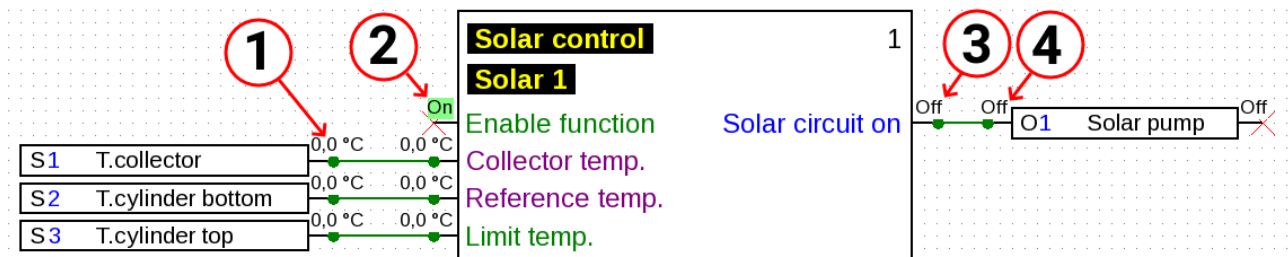 1 2 3 4
Solar control 1
Solar 1
On Off Off Off
Enable function Solar circuit on O1 Solar pump
0,0 °C 0,0 °C
S1 T.collector Collector temp.
0,0 °C 0,0 °C
S2 T.cylinder bottom Reference temp.
0,0 °C 0,0 °C
S3 T.cylinder top Limit temp.